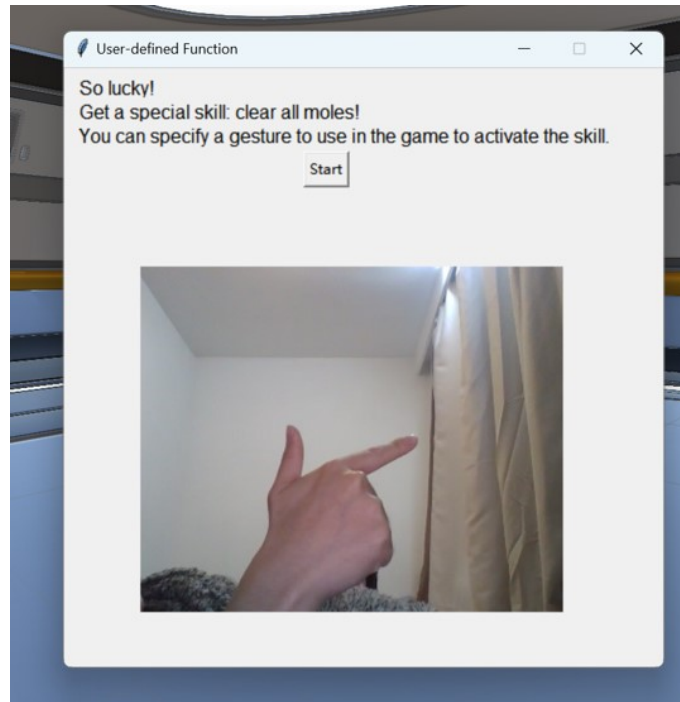 User-defined Function
So lucky!
Get a special skill: clear all moles!
You can specify a gesture to use in the game to activate the skill.
Start